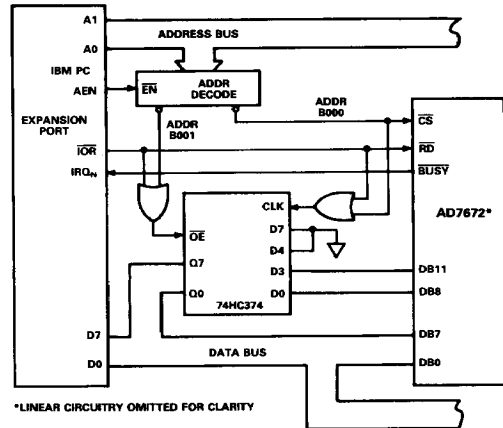 A1
ADDRESS BUS
A0
IBM PC
AEN
EN
ADDR
DECODE
EXPANSION
PORT
ADDR
B001
ADDR
B000
CS
IOR
RD
IRQN
BUSY
AD7672*
CLK
D7
D4
OE
Q7
D3
DB11
Q0
D0
DB8
74HC374
D7
DB7
D0
DATA BUS
DB0
*LINEAR CIRCUITRY OMITTED FOR CLARITY